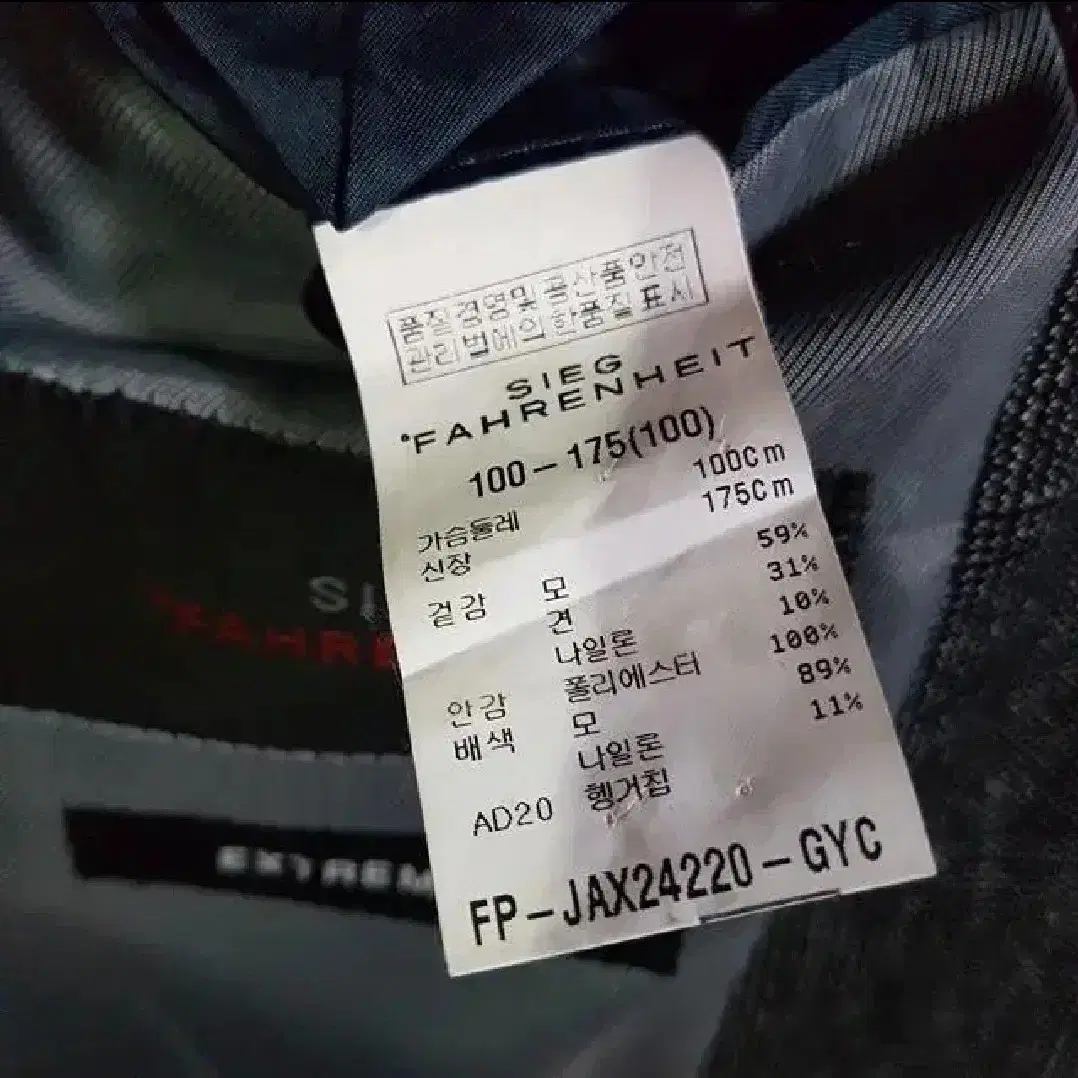 품질경영및 공산품안전
관리법에의한품질표시
SIEG
°FAHRENHEIT
100-175(100)
가슴둘레 100Cm
신장 175Cm
겉감 모 59%
견 31%
나일론 10%
안감 폴리에스터 100%
배색 모 89%
나일론 11%
AD20 행거칩
FP-JAX24220-GYC